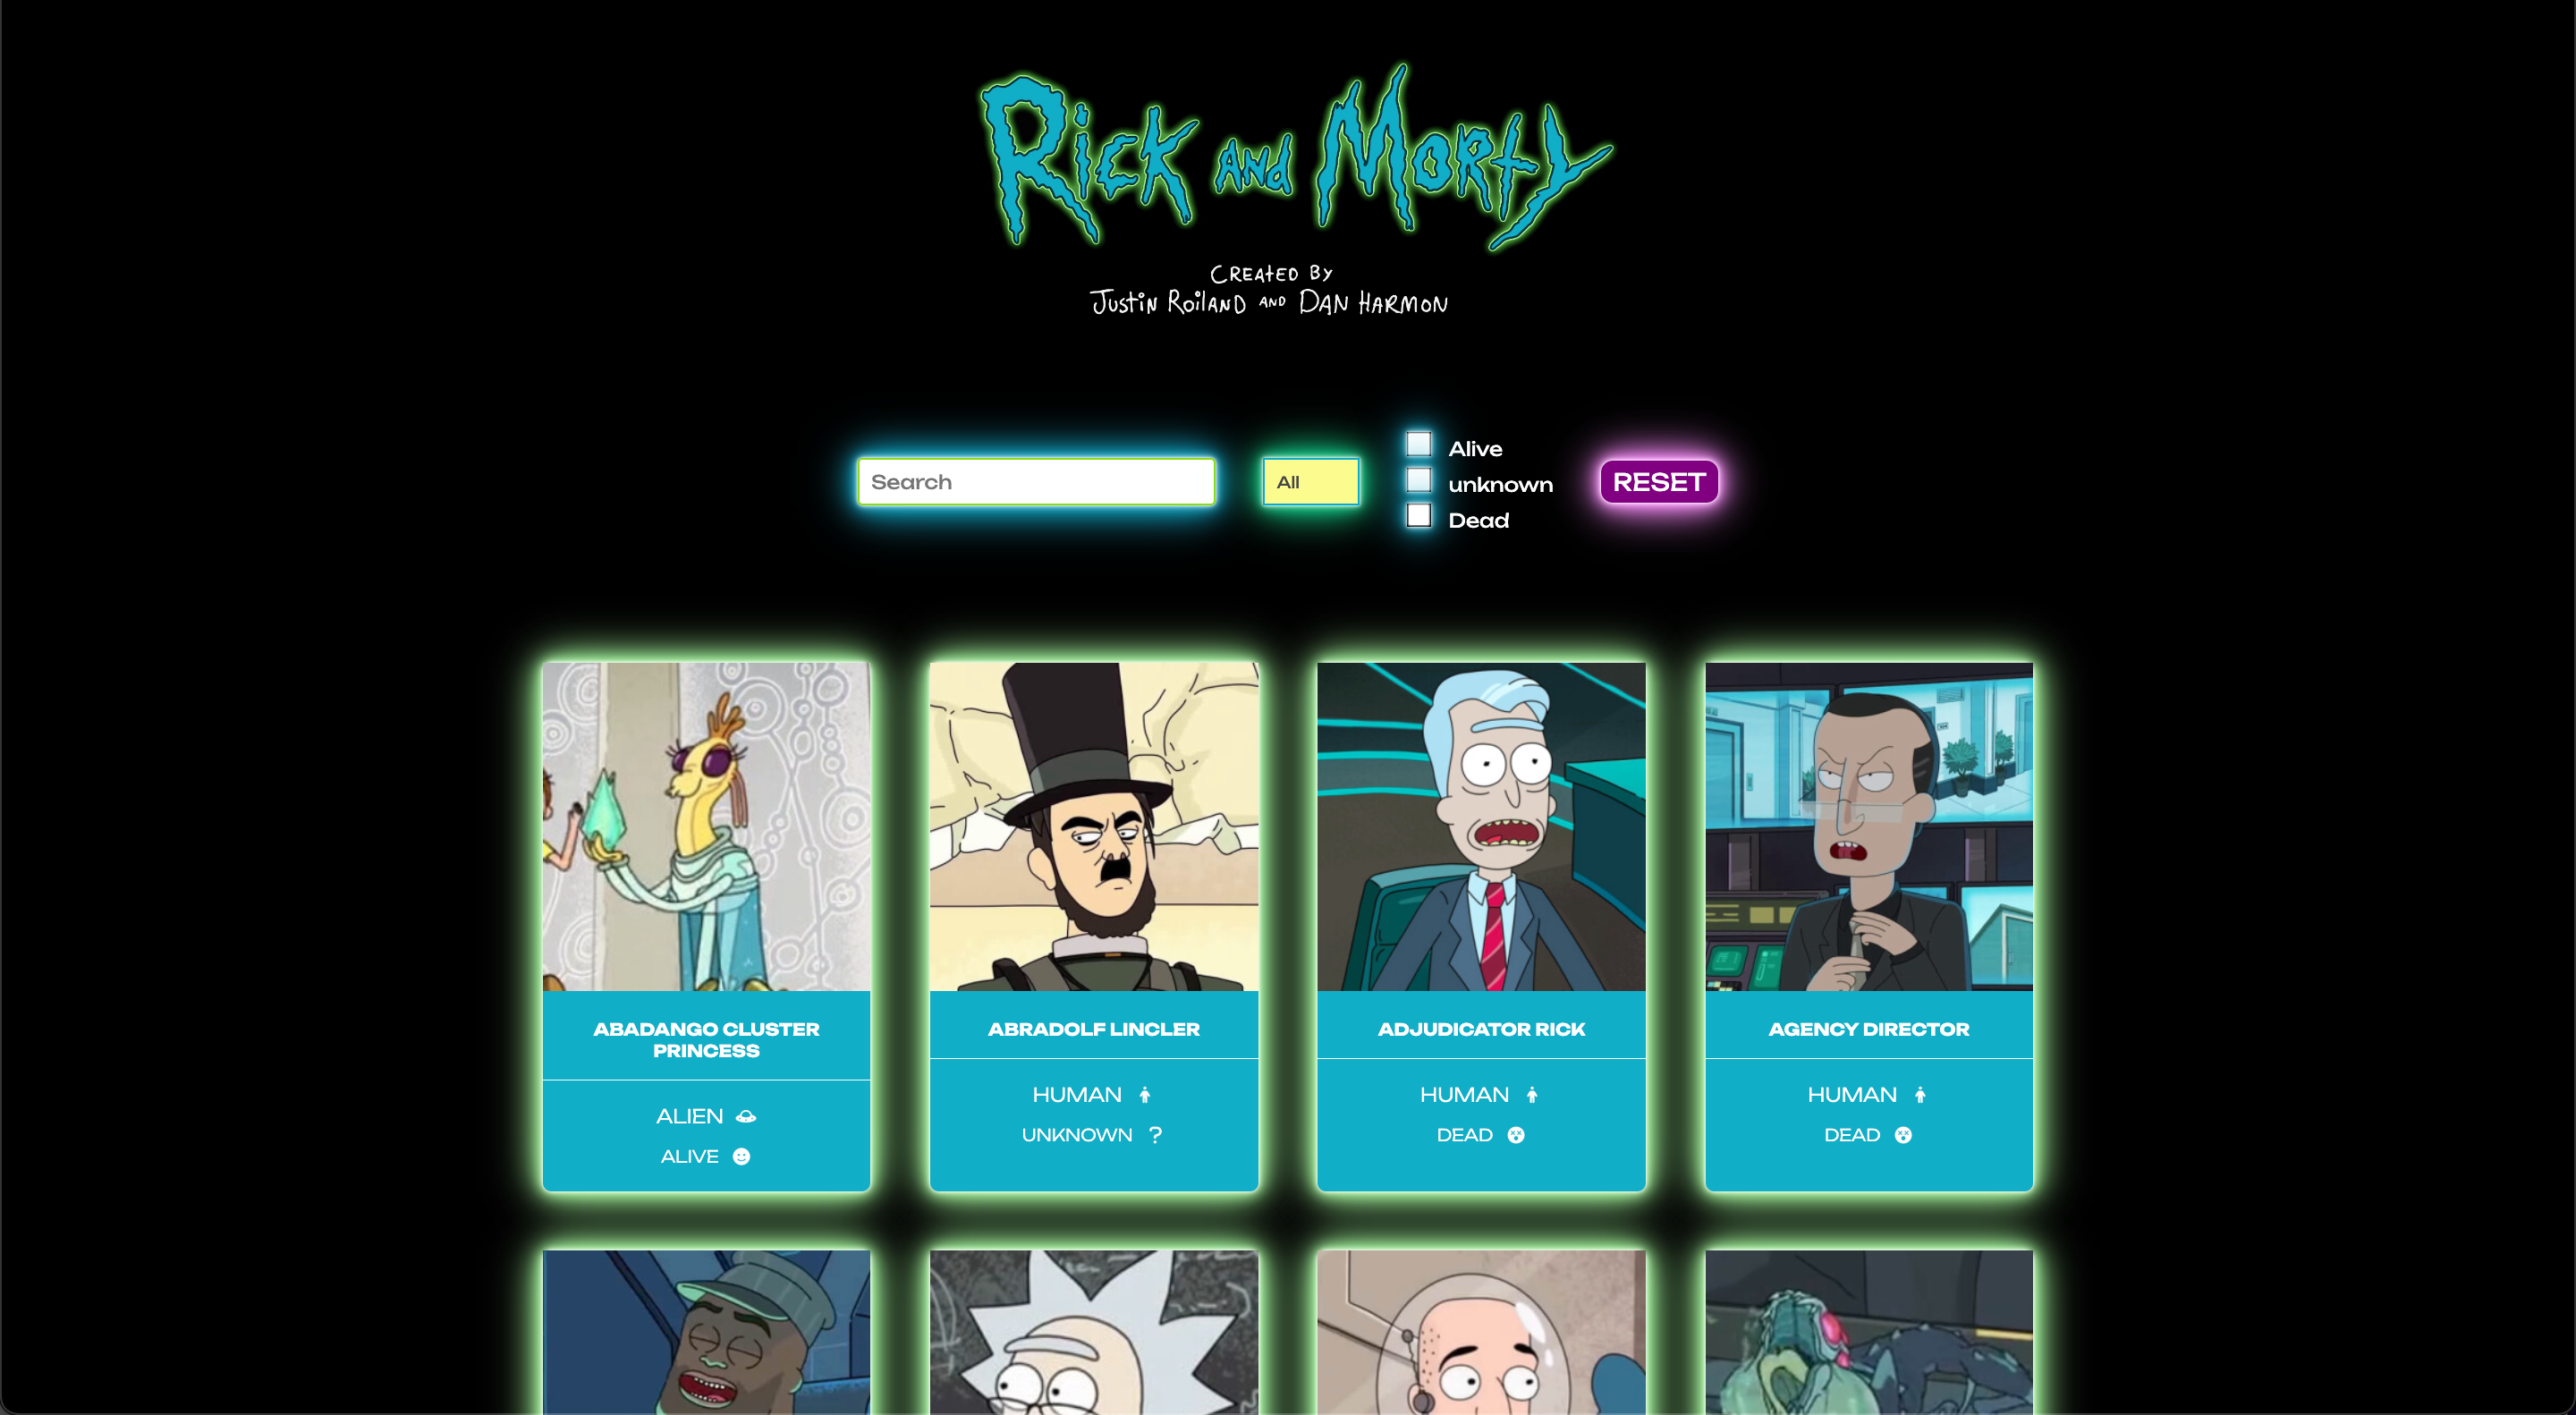 Rick and Morty
Created by
Justin Roiland and Dan Harmon
Search
All
Alive
unknown
Dead
RESET
ABADANGO CLUSTER
PRINCESS
ALIEN
ALIVE
ABRADOLF LINCLER
HUMAN
UNKNOWN ?
ADJUDICATOR RICK
HUMAN
DEAD
AGENCY DIRECTOR
HUMAN
DEAD